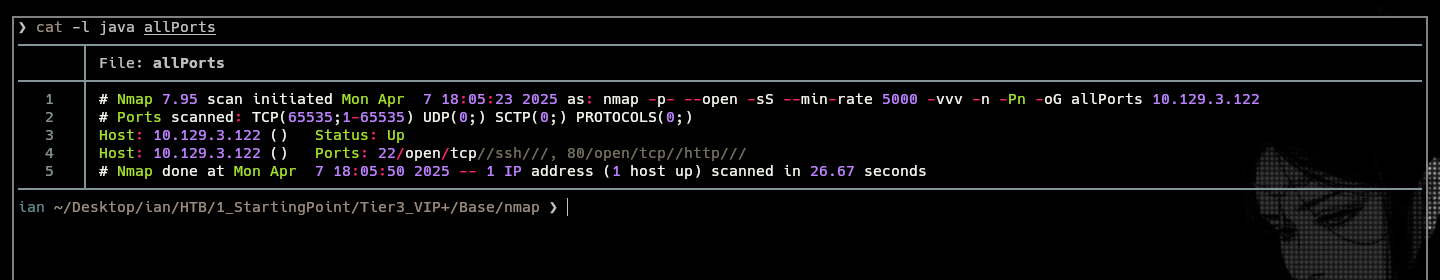 ❯ cat -l java allPorts
File: allPorts
1 # Nmap 7.95 scan initiated Mon Apr  7 18:05:23 2025 as: nmap -p- --open -sS --min-rate 5000 -vvv -n -Pn -oG allPorts 10.129.3.122
2 # Ports scanned: TCP(65535;1-65535) UDP(0;) SCTP(0;) PROTOCOLS(0;)
3 Host: 10.129.3.122 ()   Status: Up
4 Host: 10.129.3.122 ()   Ports: 22/open/tcp//ssh///, 80/open/tcp//http///
5 # Nmap done at Mon Apr  7 18:05:50 2025 -- 1 IP address (1 host up) scanned in 26.67 seconds
ian ~/Desktop/ian/HTB/1_StartingPoint/Tier3_VIP+/Base/nmap ❯